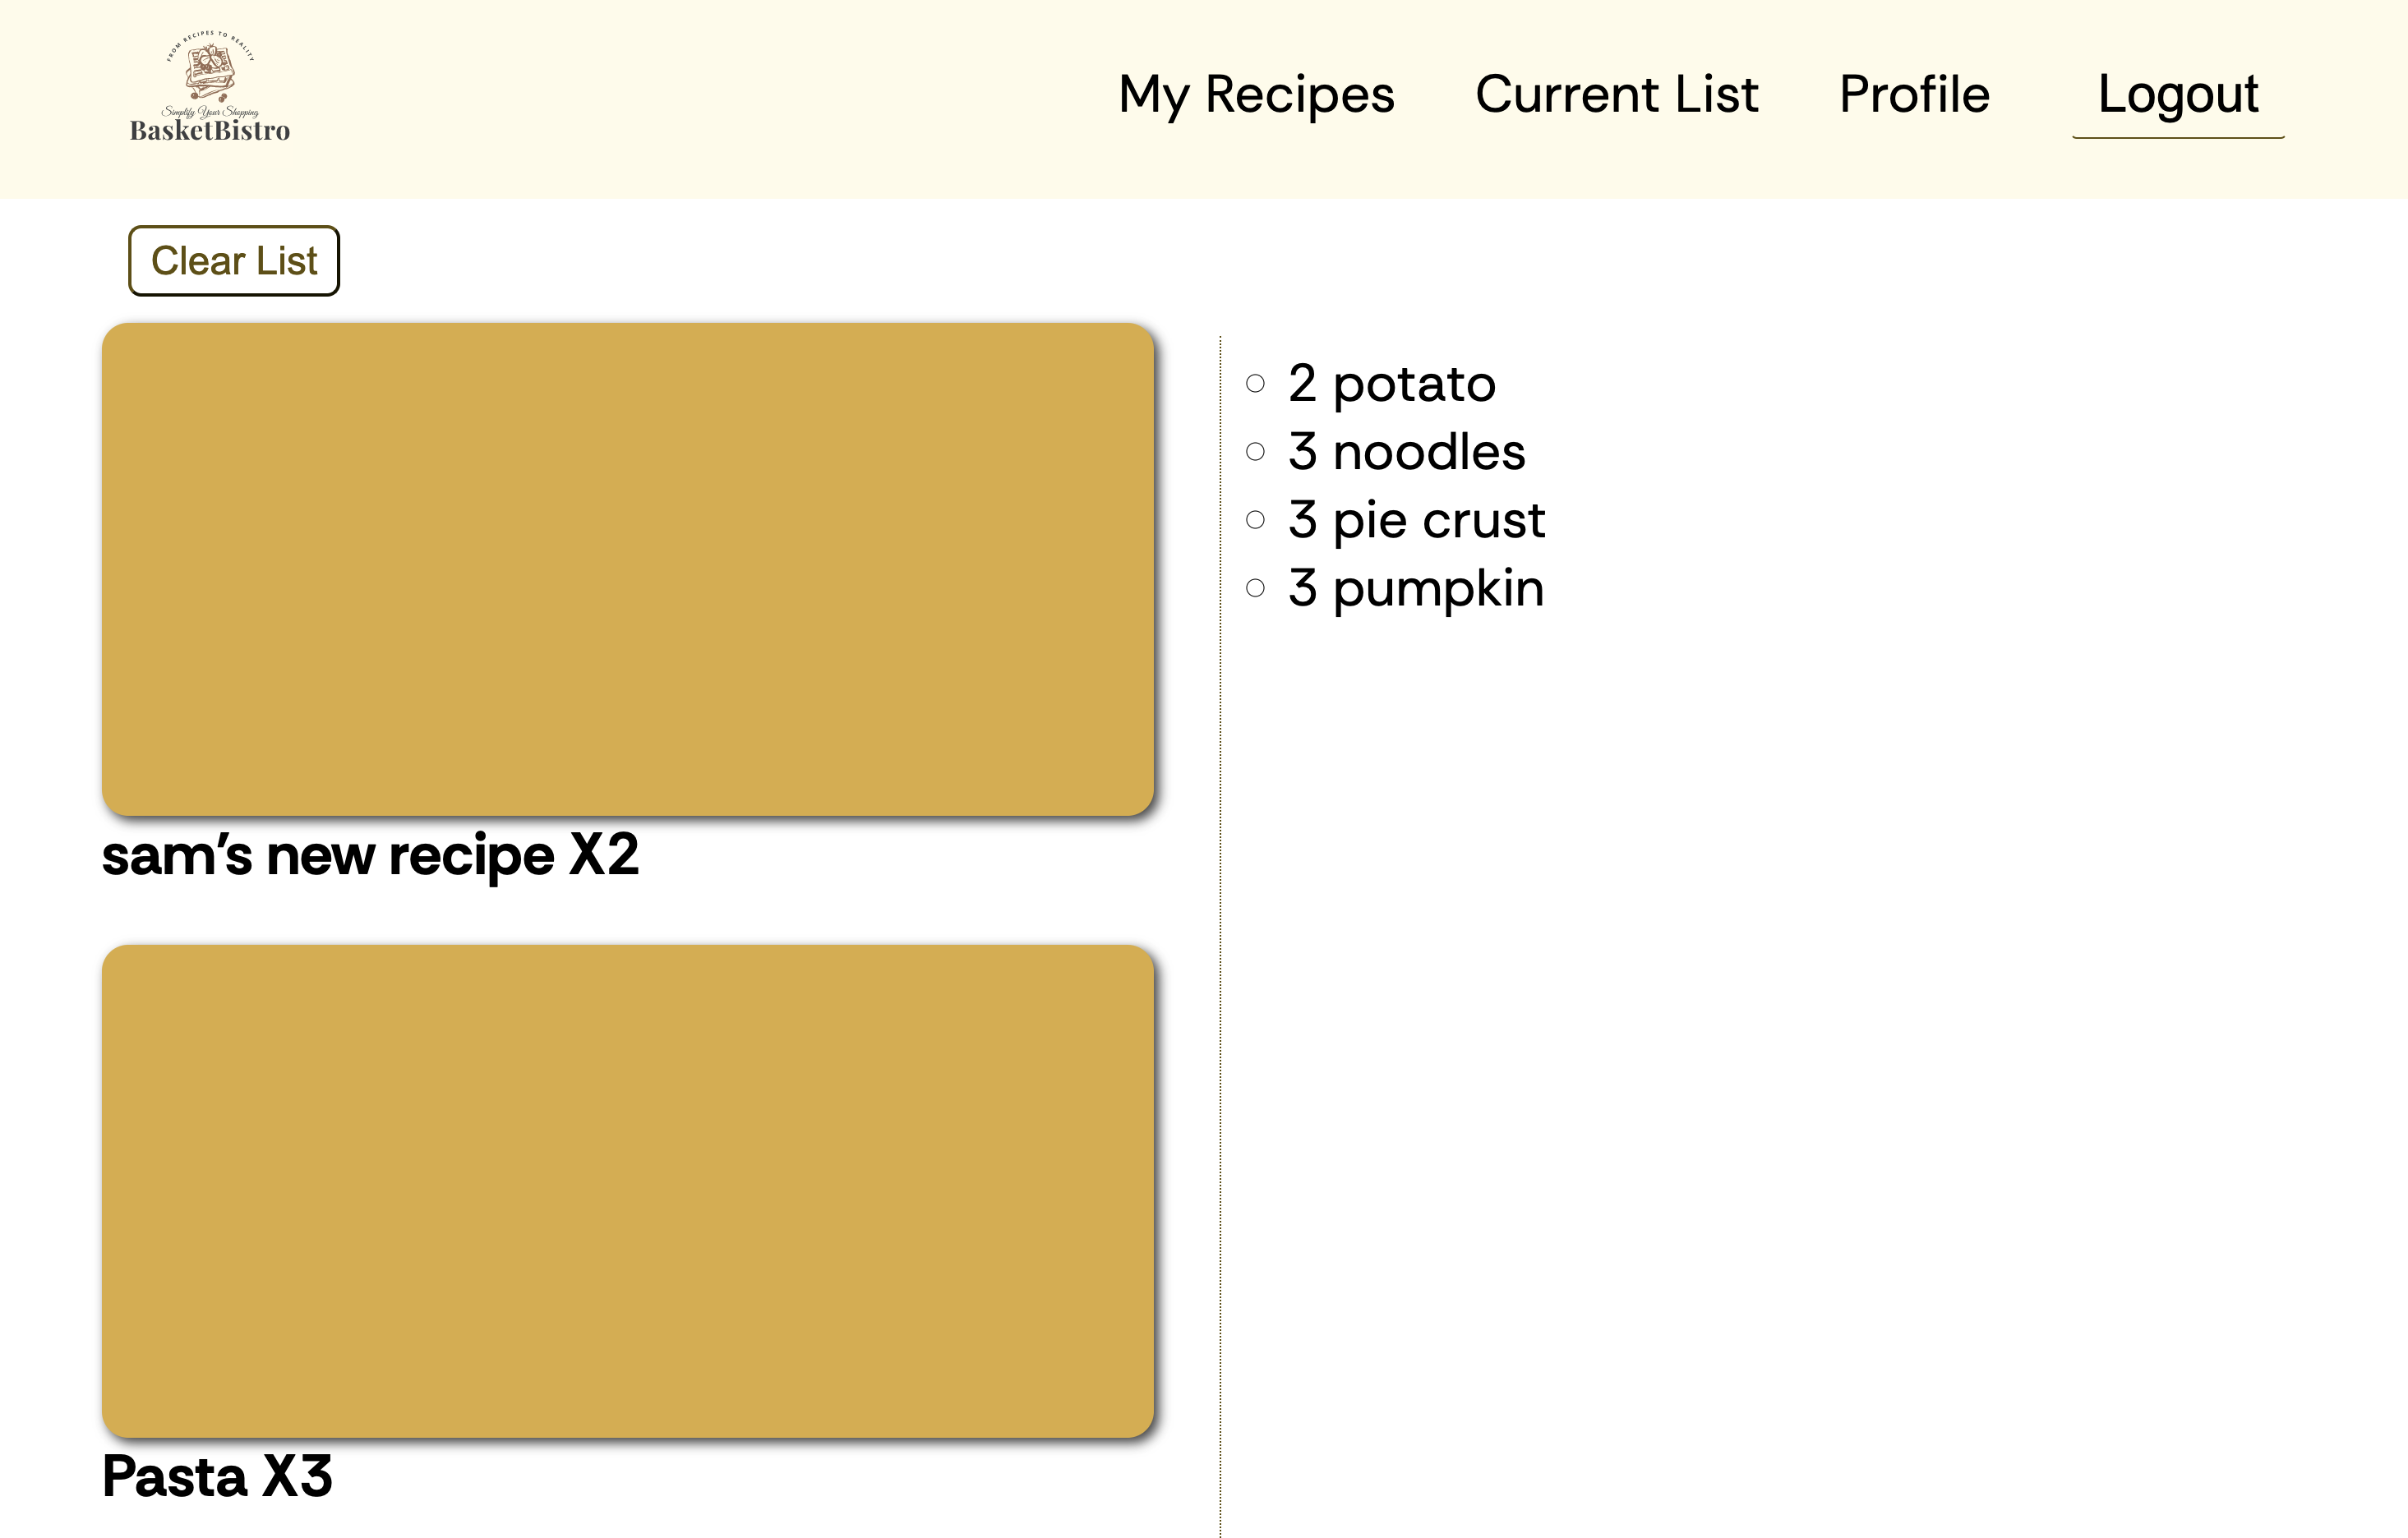 FROM RECIPES TO REALITY
Simplify Your Shopping
BasketBistro
My Recipes Current List Profile Logout
Clear List
sam's new recipe X2
Pasta X3
2 potato
3 noodles
3 pie crust
3 pumpkin